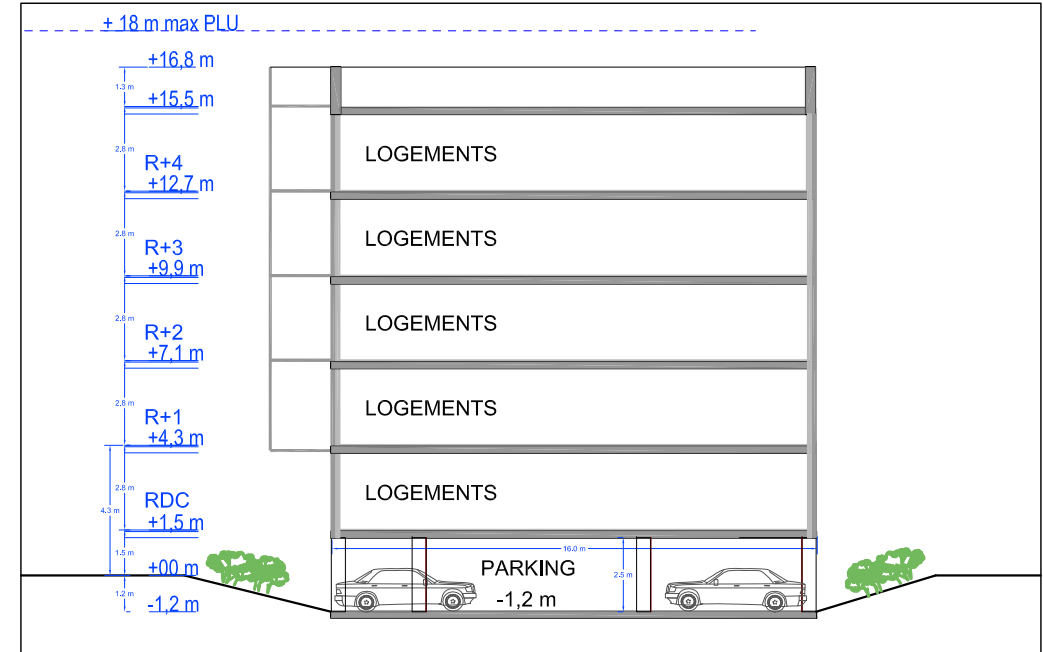 + 18 m max PLU
+16,8 m
1.3 m
+15,5 m
2.8 m
LOGEMENTS
R+4
+12,7 m
2.8 m
LOGEMENTS
R+3
+9,9 m
2.8 m
LOGEMENTS
R+2
+7,1 m
2.8 m
LOGEMENTS
R+1
+4,3 m
2.8 m
LOGEMENTS
RDC
4.3 m
+1,5 m
1.5 m
16.0 m
+00 m
PARKING
2.5 m
1.2 m
-1,2 m
-1,2 m